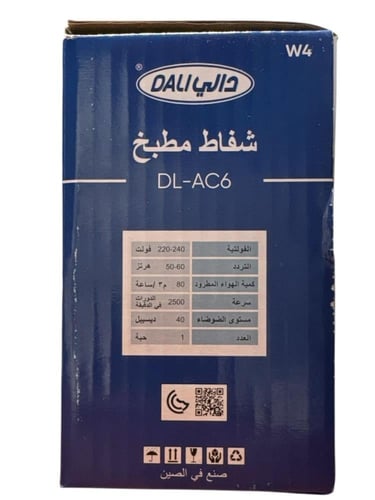 W4
DALI دالي ®
شفاط مطبخ
DL-AC6
الفولتية 220-240 فولت
التردد 50-60 هرتز
كمية الهواء المطرود 80 م٣ /ساعة
سرعة 2500 الدورات في الدقيقة
مستوى الضوضاء 40 ديسيبل
العدد 1 حبة
صنع في الصين